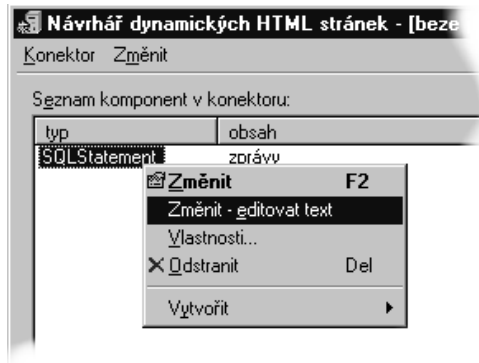 Návrhář dynamických HTML stránek - [beze
Konektor Změnit
Seznam komponent v konektoru:
typ obsah
SQLStatement zprávy
Změnit F2
Změnit - editovat text
Vlastnosti...
Odstranit Del
Vytvořit